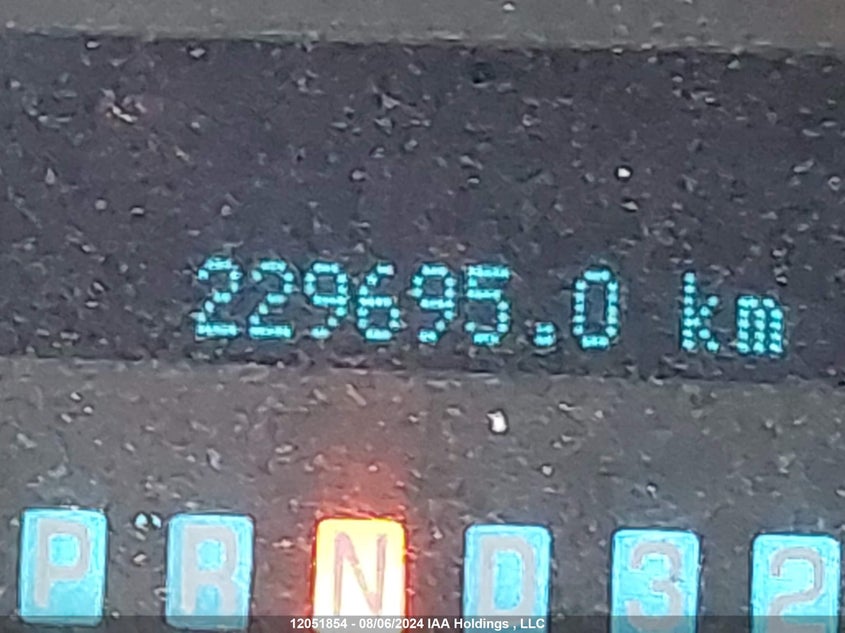 229695.0 km
P R N D 3 2
12051854 - 08/06/2024 IAA Holdings , LLC